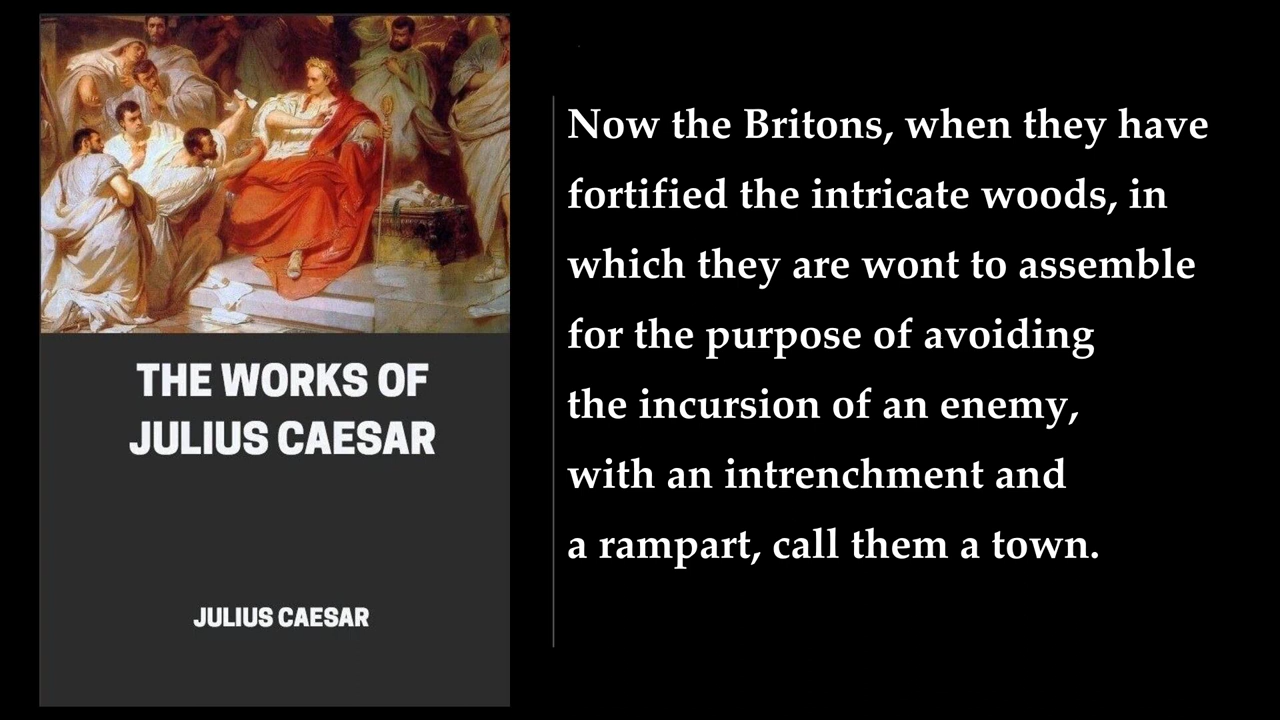 THE WORKS OF
JULIUS CAESAR
JULIUS CAESAR
Now the Britons, when they have
fortified the intricate woods, in
which they are wont to assemble
for the purpose of avoiding
the incursion of an enemy,
with an intrenchment and
a rampart, call them a town.